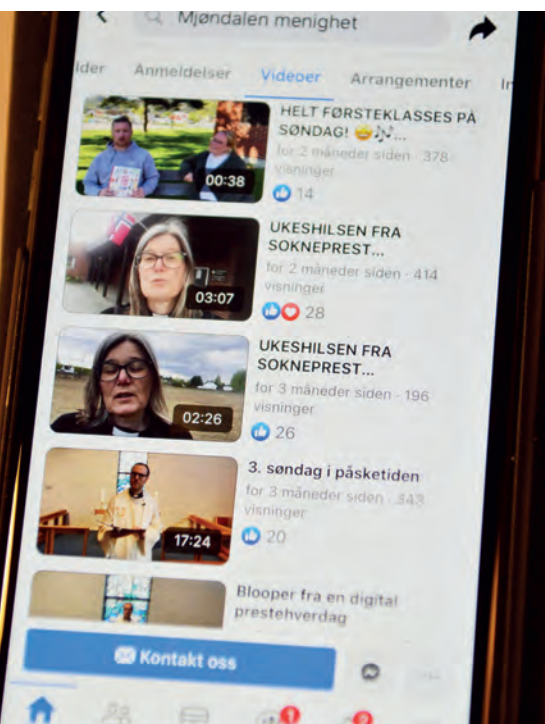 Mjøndalen menighet
lder Anmeldelser Videoer Arrangementer In
HELT FØRSTEKLASSES PÅ
SØNDAG! 🤩🎶...
for 2 måneder siden · 378
visninger
00:38
14
UKESHILSEN FRA
SOKNEPREST...
for 2 måneder siden · 414
visninger
03:07
28
UKESHILSEN FRA
SOKNEPREST...
for 3 måneder siden · 196
visninger
02:26
26
3. søndag i påsketiden
for 3 måneder siden · 343
visninger
17:24
20
Blooper fra en digital
prestehverdag
Kontakt oss
1
2